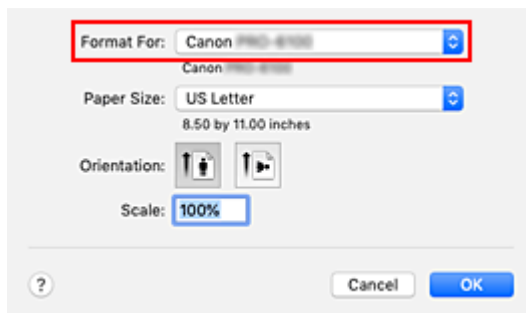 Format For: Canon
Canon
Paper Size: US Letter
8.50 by 11.00 inches
Orientation:
Scale: 100%
? Cancel OK